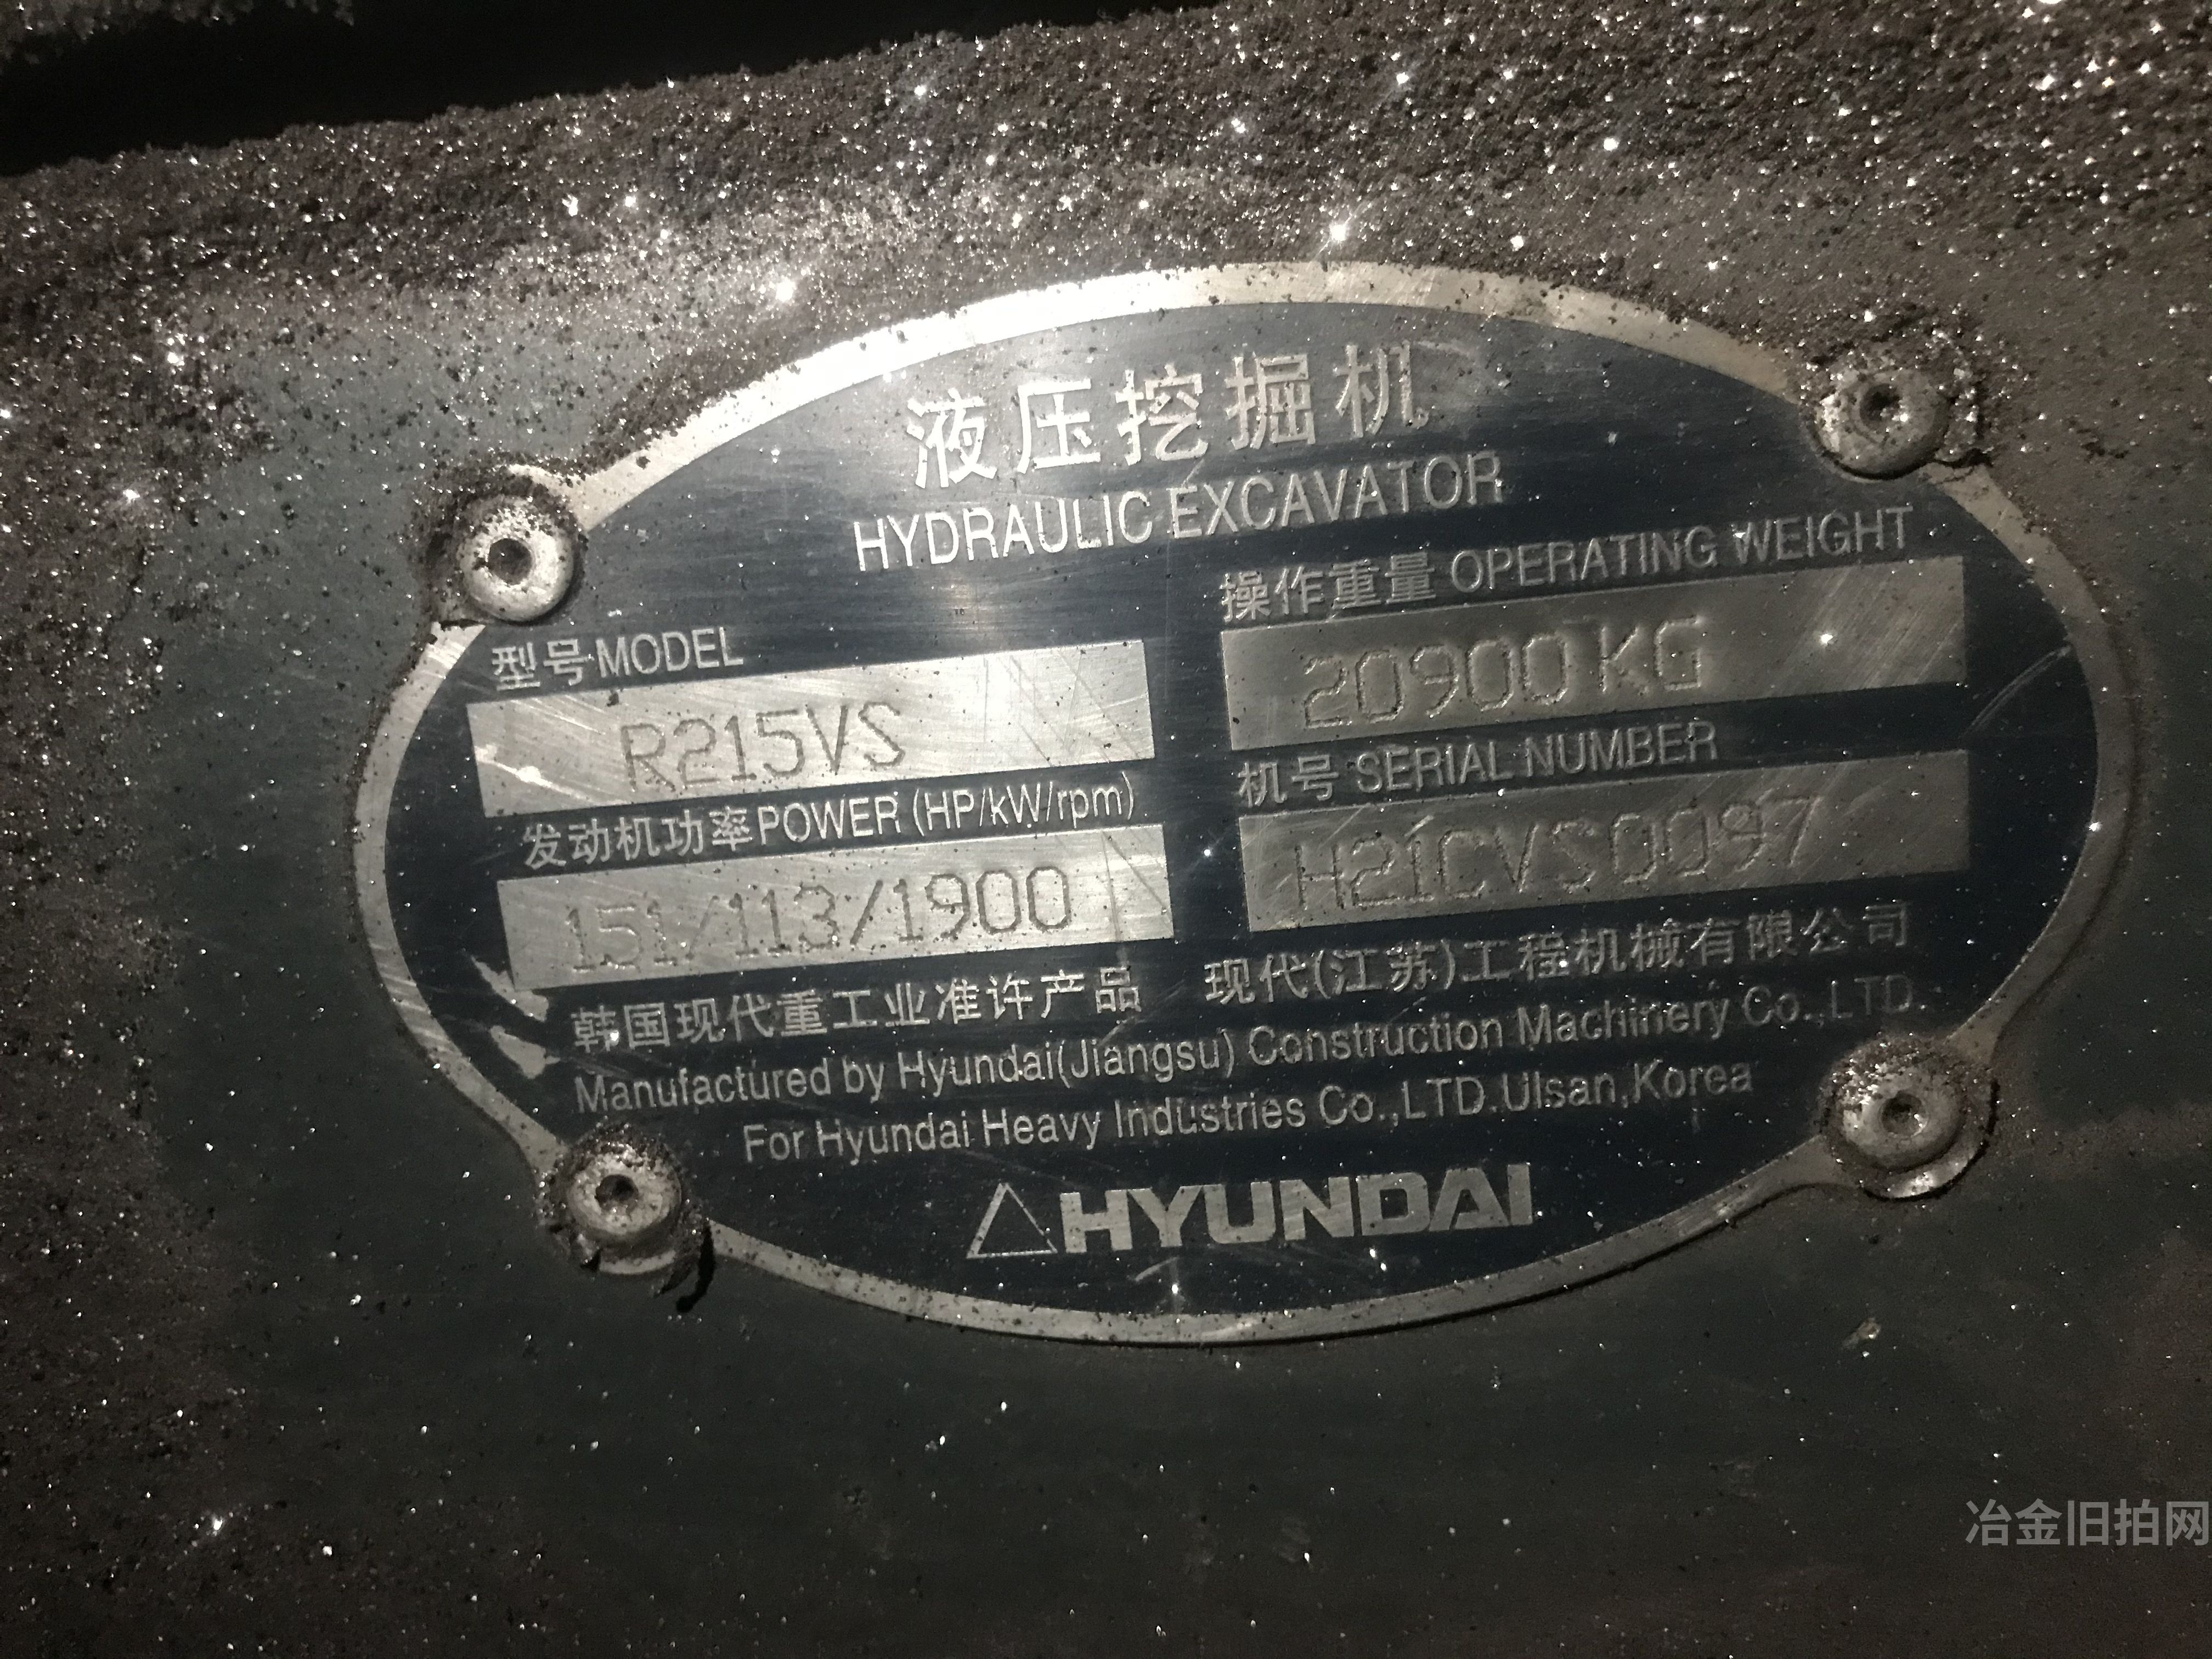 液压挖掘机
HYDRAULIC EXCAVATOR
型号 MODEL
R215VS
操作重量 OPERATING WEIGHT
20900KG
发动机功率 POWER (HP/kW/rpm)
151/113/1900
机号 SERIAL NUMBER
H21CVS0097
韩国现代重工业准许产品 现代(江苏)工程机械有限公司
Manufactured by Hyundai(Jiangsu) Construction Machinery Co.,LTD.
For Hyundai Heavy Industries Co.,LTD.Ulsan,Korea
HYUNDAI
冶金旧拍网